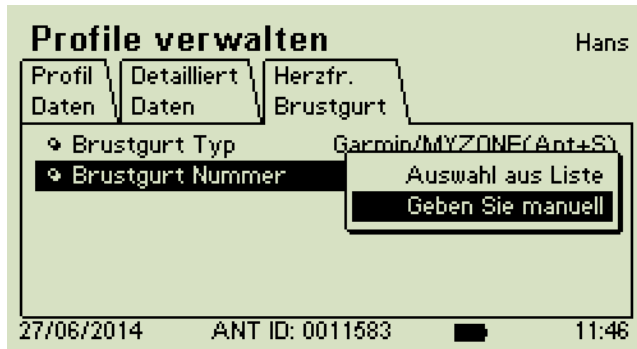 Profile verwalten
Hans
Profil Detailliert Herzfr.
Daten Daten Brustgurt
Brustgurt Typ Garmin/MYZONE(Ant+S)
Brustgurt Nummer Auswahl aus Liste
Geben Sie manuell
27/06/2014 ANT ID: 0011583 11:46